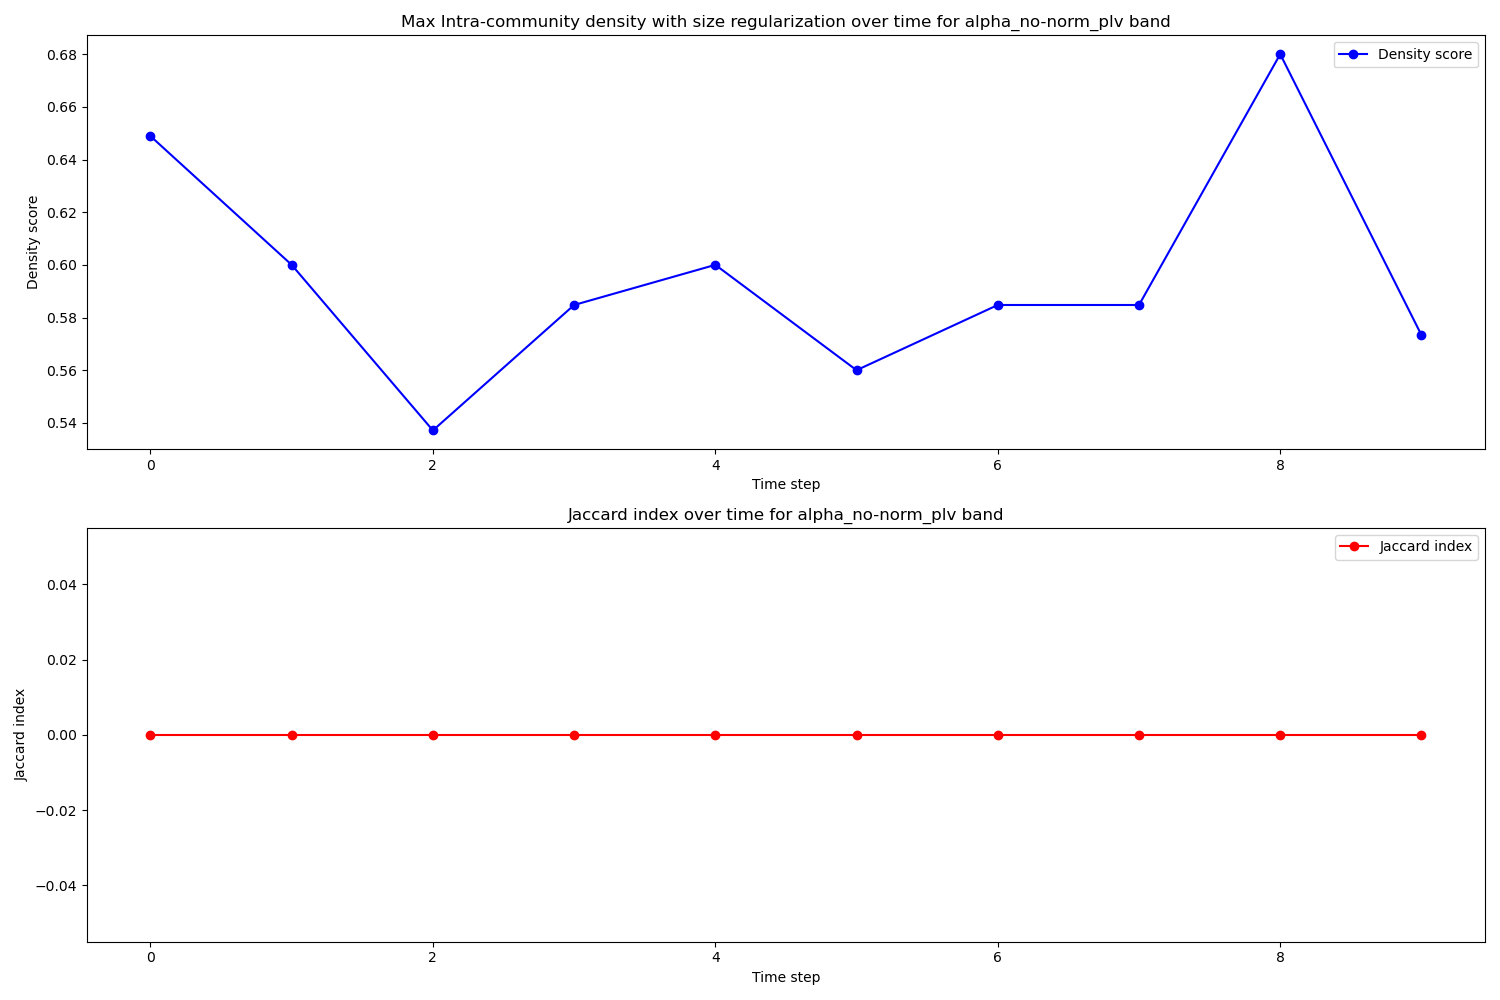 Max Intra-community density with size regularization over time for alpha_no-norm_plv band
Density score
0.68
0.66
0.64
0.62
0.60
0.58
0.56
0.54
Density score
0
2
4
6
8
Time step
Jaccard index over time for alpha_no-norm_plv band
Jaccard index
0.04
0.02
0.00
−0.02
−0.04
Jaccard index
0
2
4
6
8
Time step